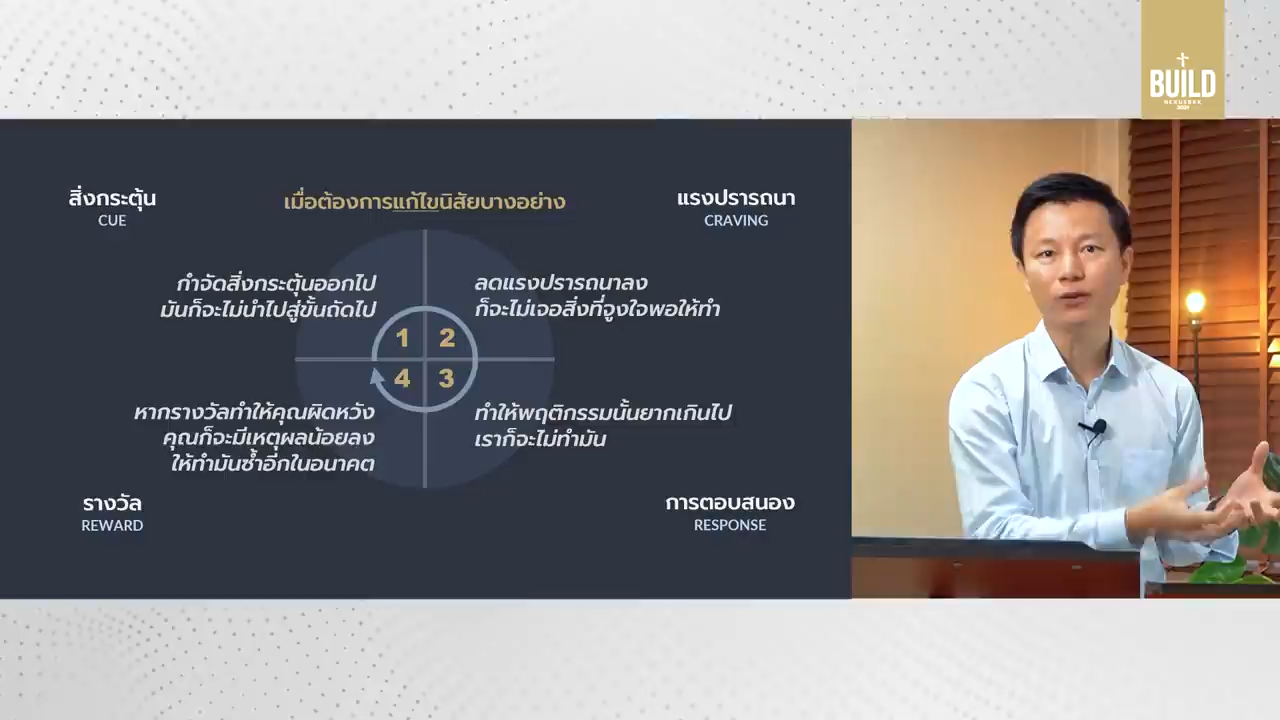 BUILD
NEXUSBKK
2021
สิ่งกระตุ้น
CUE
เมื่อต้องการแก้ไขนิสัยบางอย่าง
แรงปรารถนา
CRAVING
กำจัดสิ่งกระตุ้นออกไป
มันก็จะไม่นำไปสู่ขั้นถัดไป
ลดแรงปรารถนาลง
ก็จะไม่เจอสิ่งที่จูงใจพอให้ทำ
1 2
4 3
หากรางวัลทำให้คุณผิดหวัง
คุณก็จะมีเหตุผลน้อยลง
ให้ทำมันซ้ำอีกในอนาคต
ทำให้พฤติกรรมนั้นยากเกินไป
เราก็จะไม่ทำมัน
รางวัล
REWARD
การตอบสนอง
RESPONSE